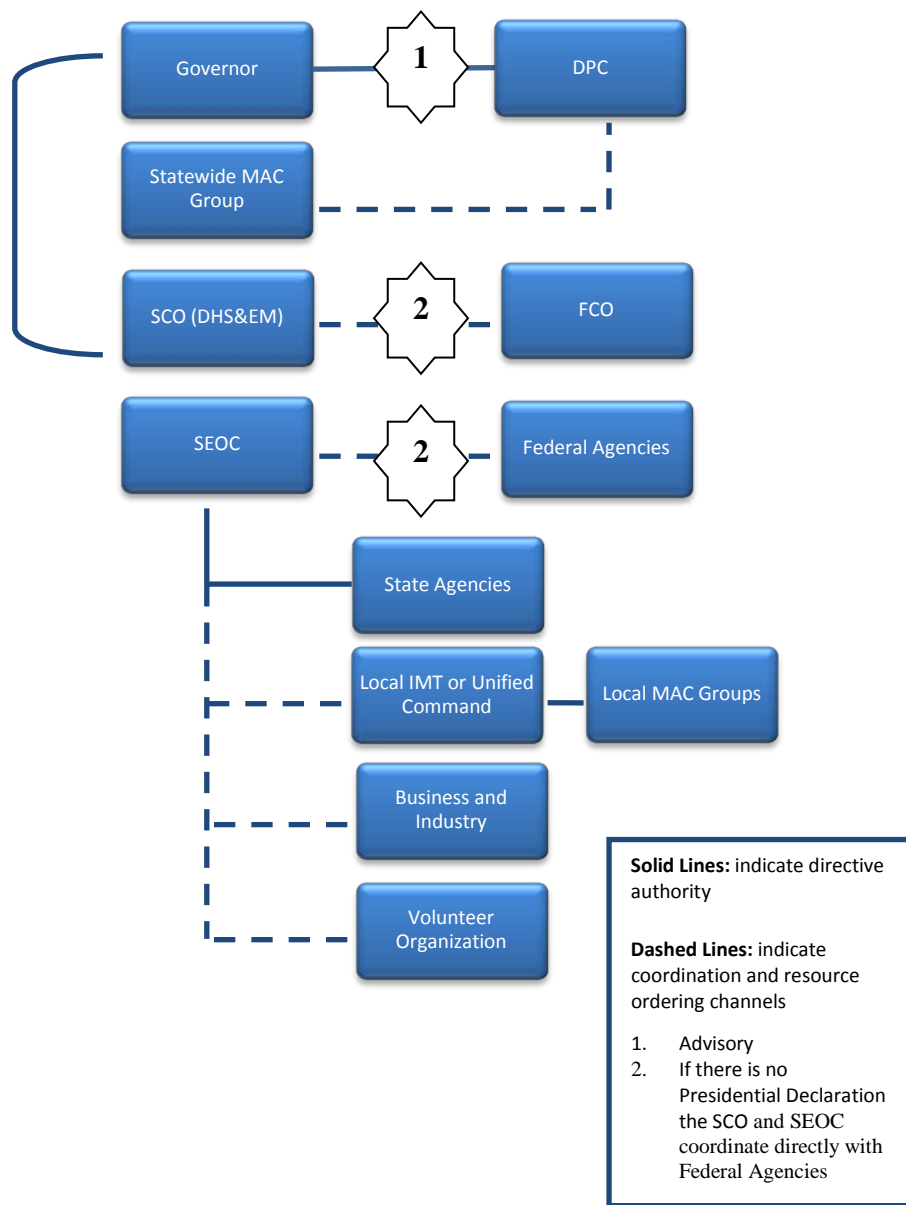 Governor
1
DPC
Statewide MAC
Group
SCO (DHS&EM)
2
FCO
SEOC
2
Federal Agencies
State Agencies
Local IMT or Unified
Command
Local MAC Groups
Business and
Industry
Volunteer
Organization
Solid Lines: indicate directive
authority
Dashed Lines: indicate
coordination and resource
ordering channels
1. Advisory
2. If there is no
Presidential Declaration
the SCO and SEOC
coordinate directly with
Federal Agencies